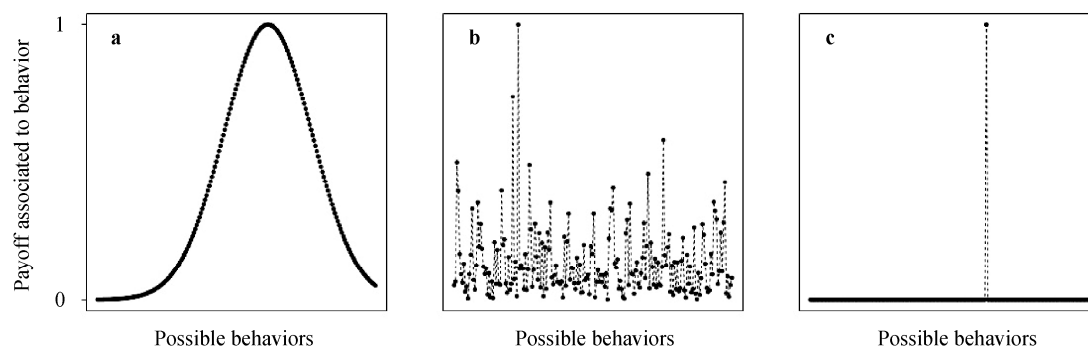 Payoff associated to behavior
1
0
a
b
c
Possible behaviors
Possible behaviors
Possible behaviors